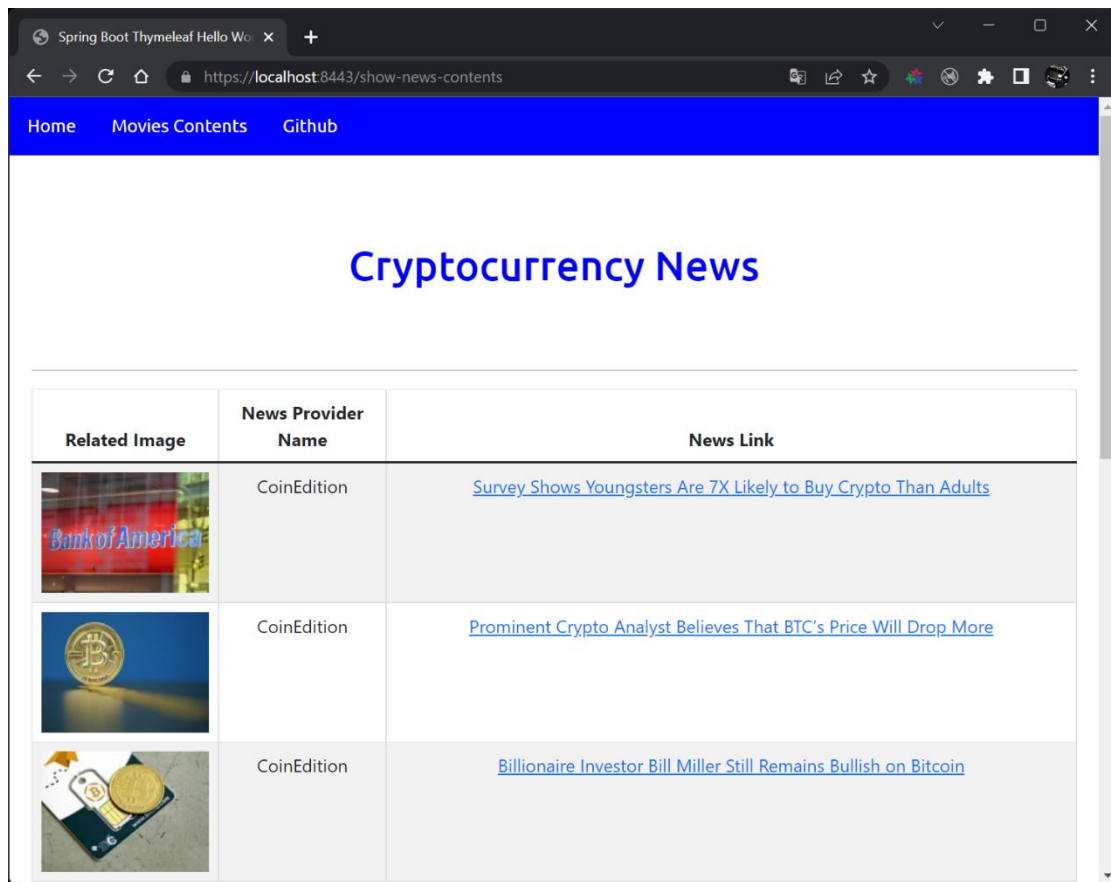 Spring Boot Thymeleaf Hello Wo
https://localhost:8443/show-news-contents
Home Movies Contents Github
Cryptocurrency News
Related Image
News Provider
Name
News Link
Bank of America
CoinEdition
Survey Shows Youngsters Are 7X Likely to Buy Crypto Than Adults
CoinEdition
Prominent Crypto Analyst Believes That BTC’s Price Will Drop More
CoinEdition
Billionaire Investor Bill Miller Still Remains Bullish on Bitcoin